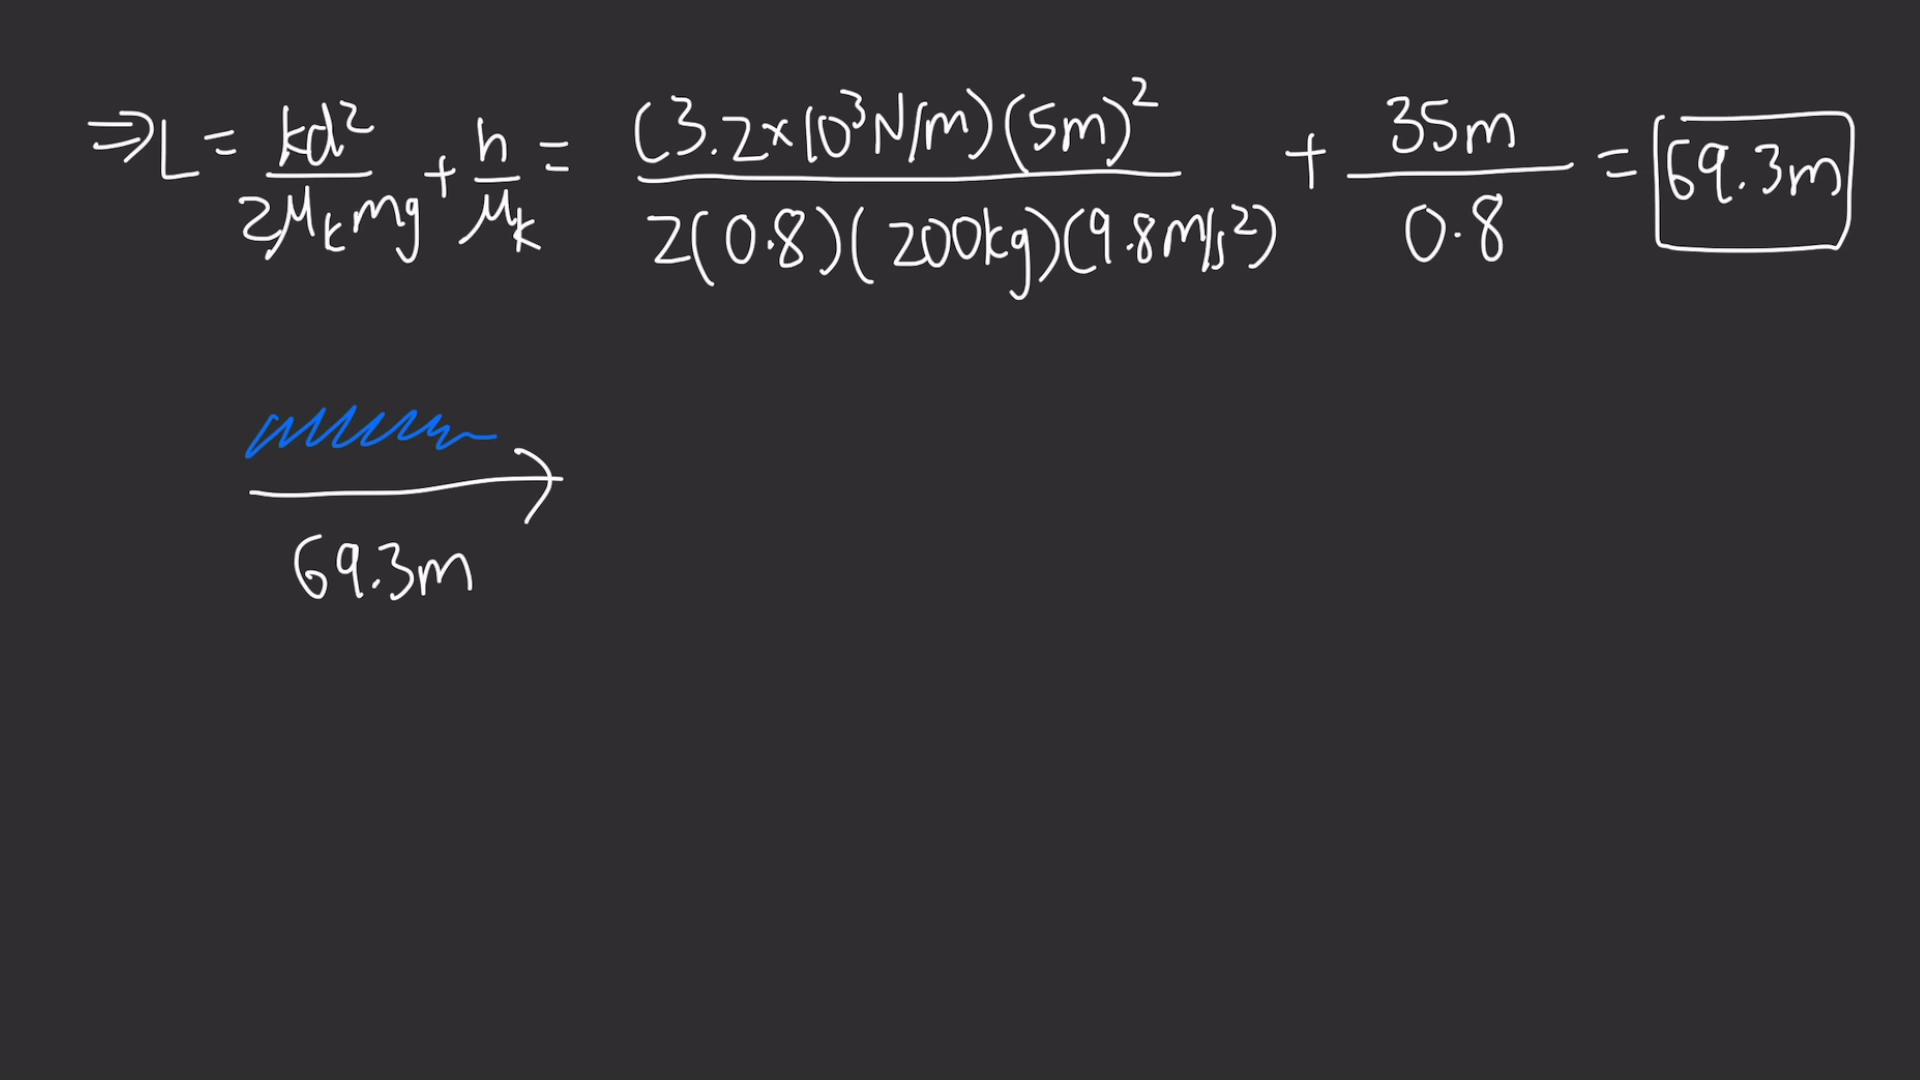 ⇒ L = kd²/2μₖmg + h/μₖ = (3.2×10³N/m)(5m)²/2(0.8)(200kg)(9.8m/s²) + 35m/0.8 = 69.3m
69.3m